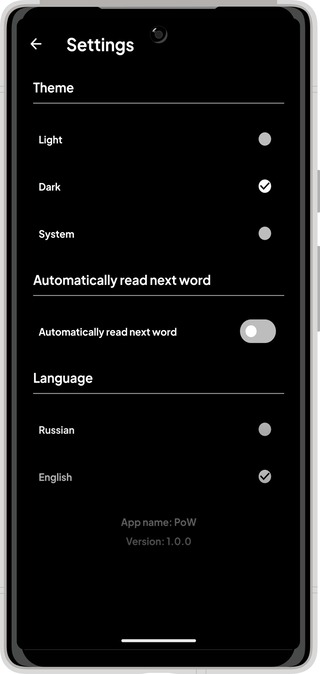 Settings
Theme
Light
Dark
System
Automatically read next word
Automatically read next word
Language
Russian
English
App name: PoW
Version: 1.0.0